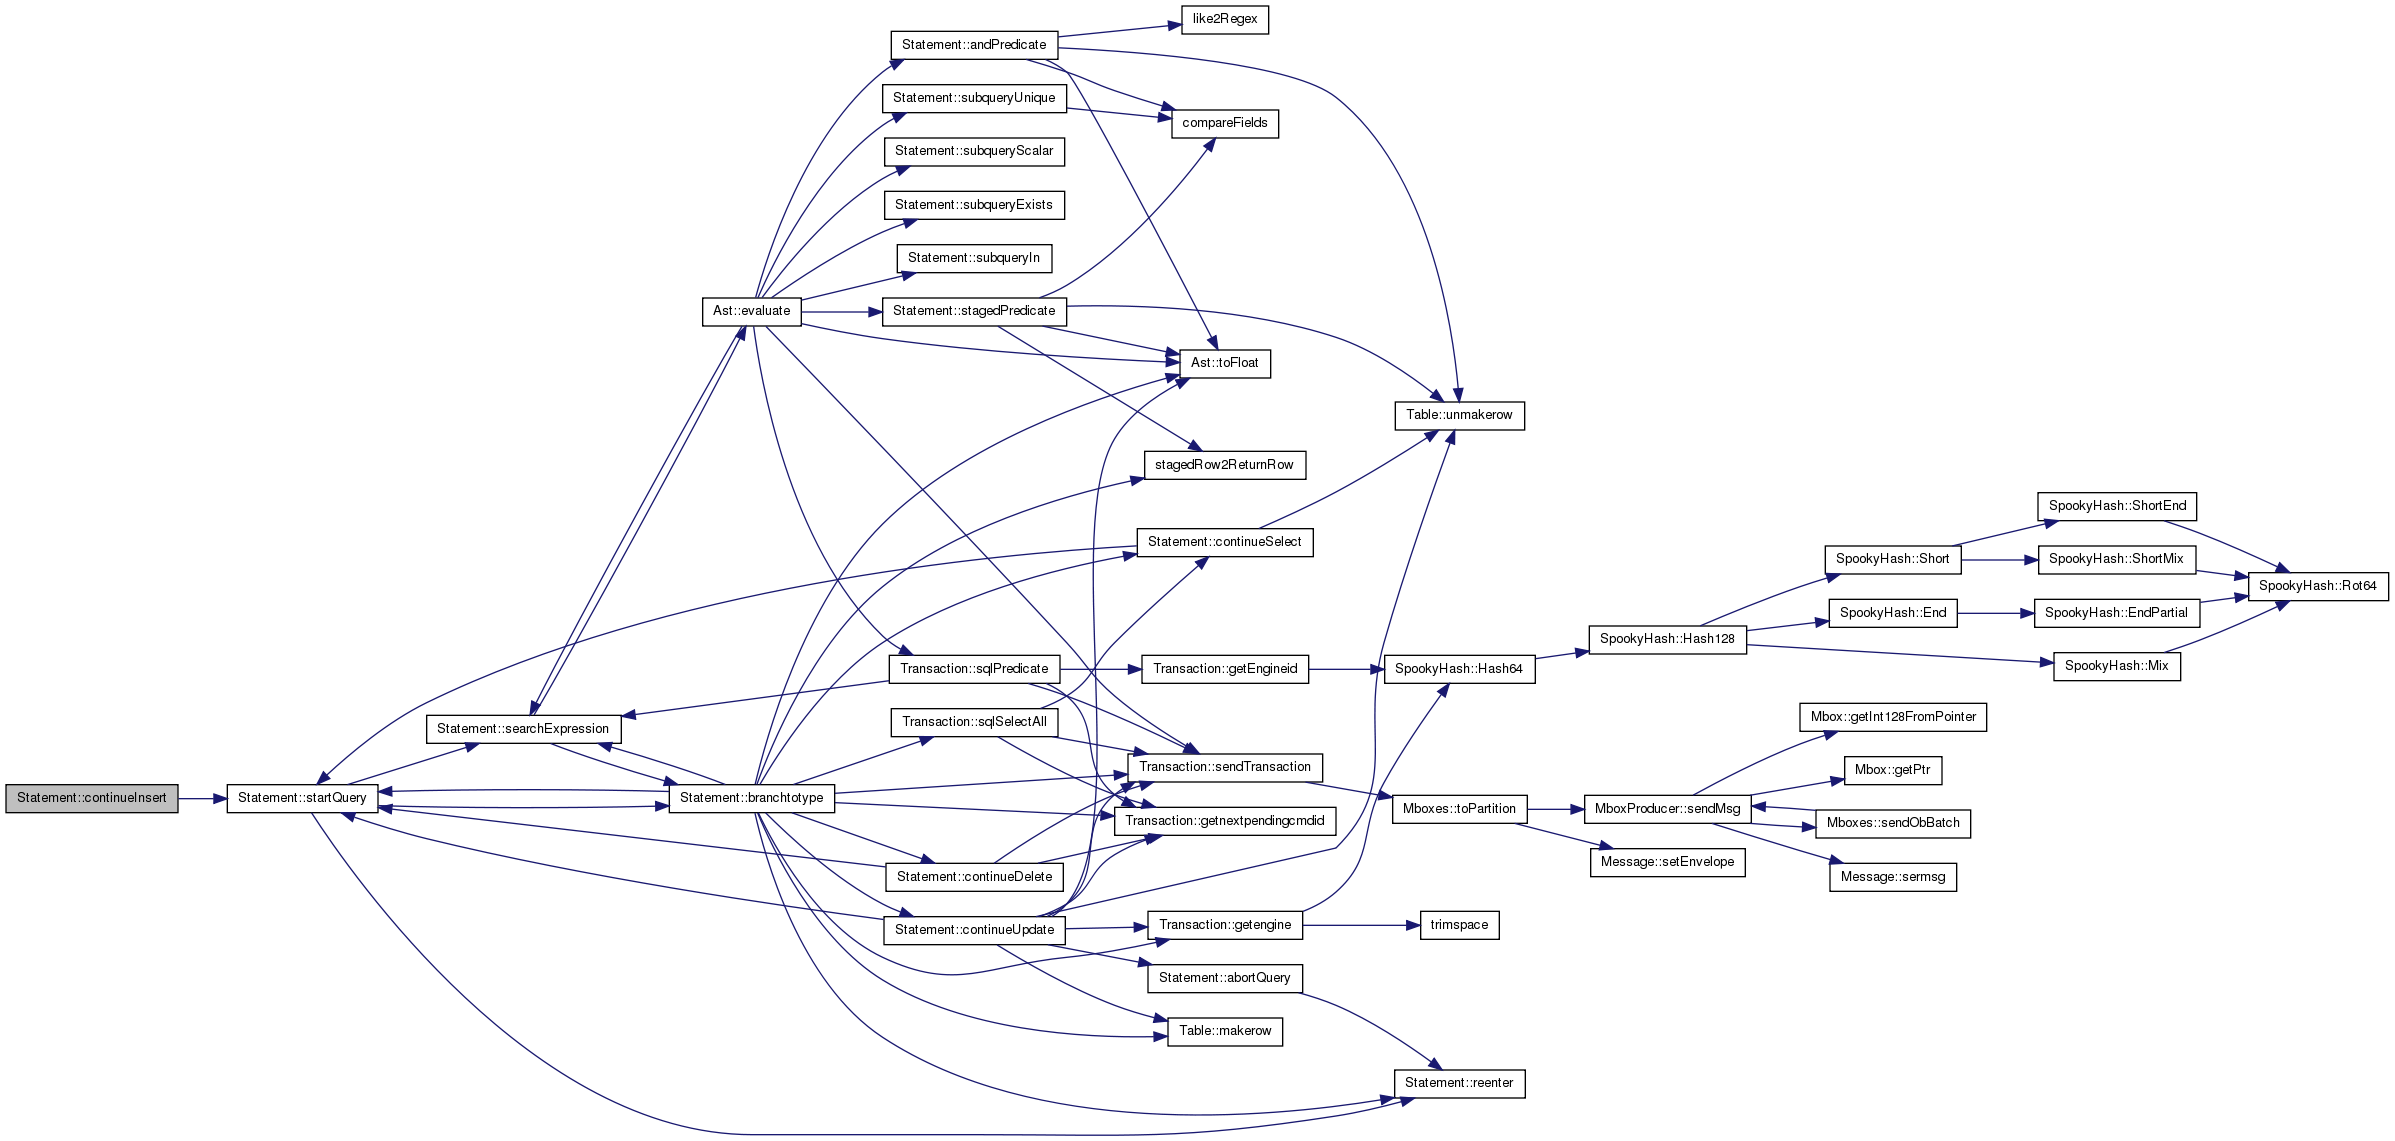 like2Regex
Statement::andPredicate
Statement::subqueryUnique
compareFields
Statement::subqueryScalar
Statement::subqueryExists
Statement::subqueryIn
Ast::evaluate
Statement::stagedPredicate
Ast::toFloat
Table::unmakerow
stagedRow2ReturnRow
Statement::continueSelect
SpookyHash::ShortEnd
SpookyHash::Short
SpookyHash::ShortMix
SpookyHash::Rot64
SpookyHash::End
SpookyHash::EndPartial
SpookyHash::Hash128
SpookyHash::Mix
Transaction::sqlPredicate
Transaction::getEngineid
SpookyHash::Hash64
Transaction::sqlSelectAll
Statement::searchExpression
Mbox::getInt128FromPointer
Transaction::sendTransaction
Mbox::getPtr
Statement::continueInsert
Statement::startQuery
Statement::branchtotype
Mboxes::toPartition
MboxProducer::sendMsg
Transaction::getnextpendingcmdid
Mboxes::sendObBatch
Message::setEnvelope
Statement::continueDelete
Message::sermsg
Statement::continueUpdate
Transaction::getengine
trimspace
Statement::abortQuery
Table::makerow
Statement::reenter